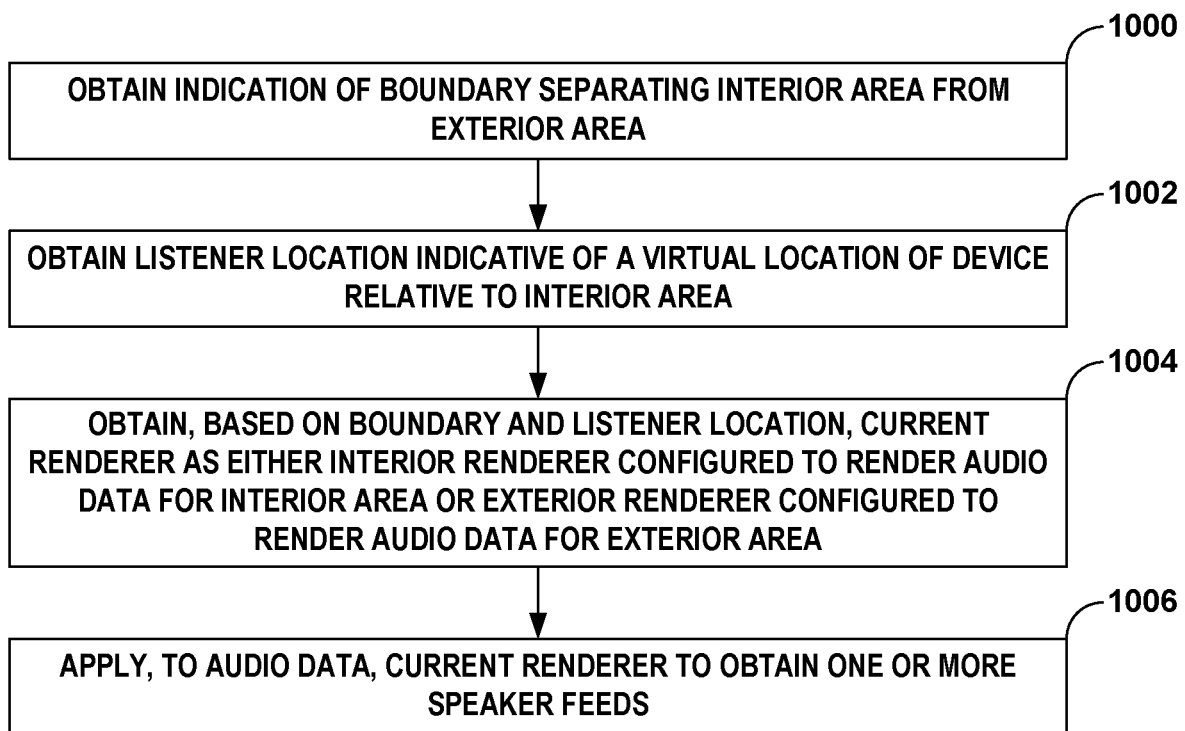 1000
OBTAIN INDICATION OF BOUNDARY SEPARATING INTERIOR AREA FROM
EXTERIOR AREA
1002
OBTAIN LISTENER LOCATION INDICATIVE OF A VIRTUAL LOCATION OF DEVICE
RELATIVE TO INTERIOR AREA
1004
OBTAIN, BASED ON BOUNDARY AND LISTENER LOCATION, CURRENT
RENDERER AS EITHER INTERIOR RENDERER CONFIGURED TO RENDER AUDIO
DATA FOR INTERIOR AREA OR EXTERIOR RENDERER CONFIGURED TO
RENDER AUDIO DATA FOR EXTERIOR AREA
1006
APPLY, TO AUDIO DATA, CURRENT RENDERER TO OBTAIN ONE OR MORE
SPEAKER FEEDS